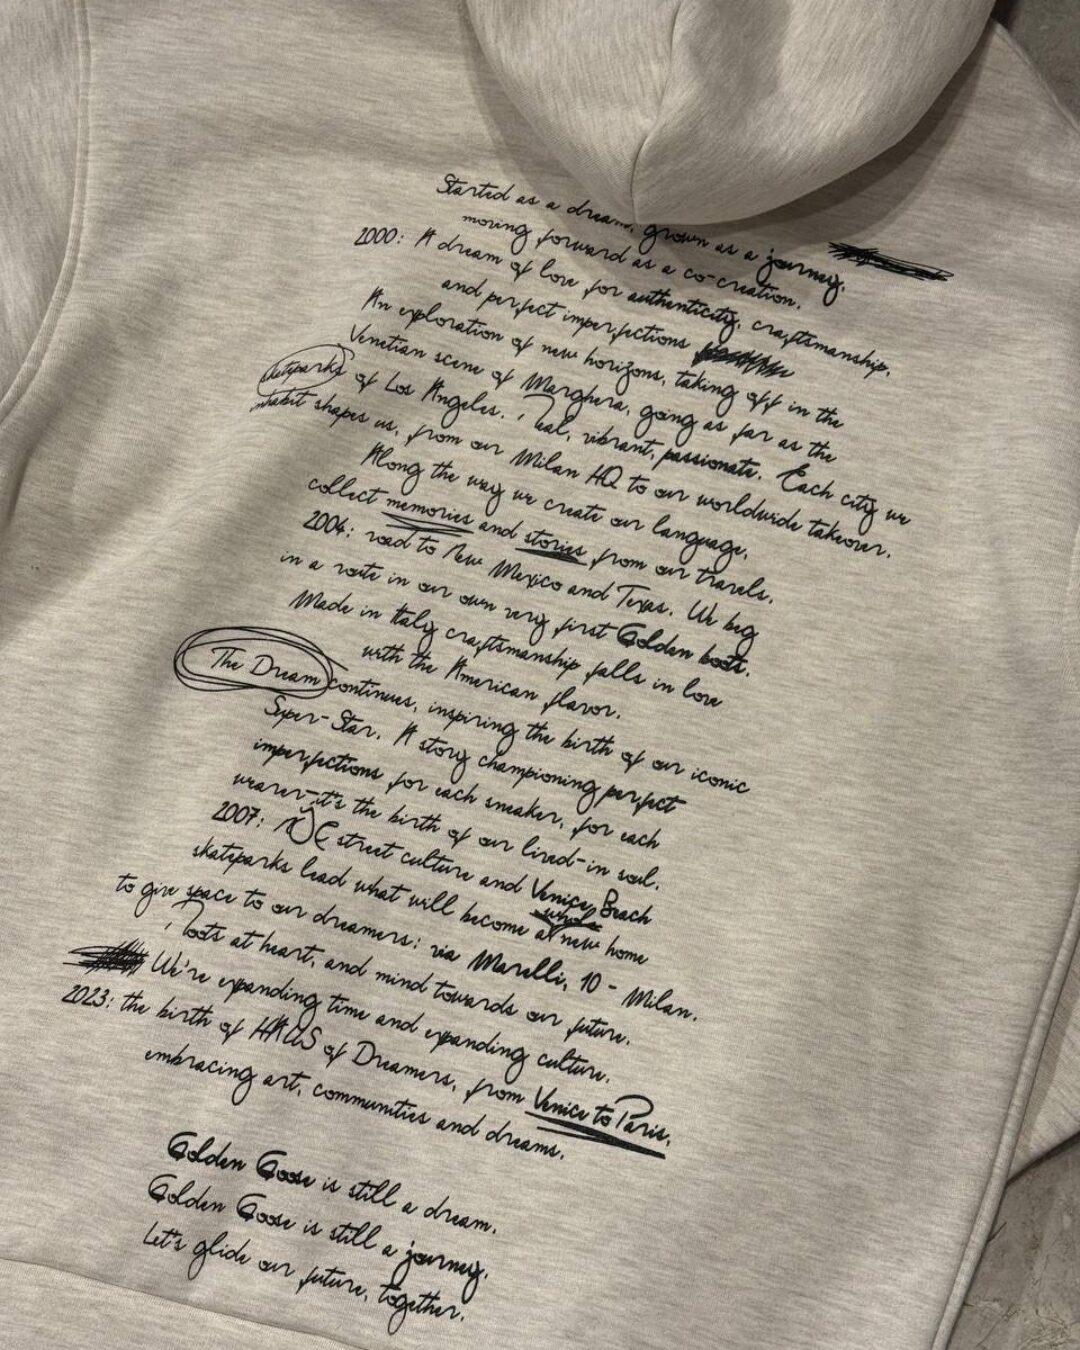 Started as a dream, grown as a journey,
moving forward as a co-creation.
2000: A dream of love for authenticity, craftsmanship,
and perfect imperfections
An exploration of new horizons, taking off in the
Venetian scene of Marghera, going as far as the
skateparks of Los Angeles. Real, vibrant, passionate. Each city we
inhabit shapes us, from our Milan HQ to our worldwide takeover.
Along the way we create our language,
collect memories and stories from our travels.
2004: road to New Mexico and Texas. We beg
in a route in our own very first Golden boots.
Made in Italy craftsmanship falls in love
with the American flavor.
The Dream continues, inspiring the birth of our iconic
Super-Star. A story championing perfect
imperfections for each sneaker, for each
wearer-it's the birth of our lived-in soul.
2007: street culture and Venice Beach
skateparks lead what will become a whole new home
to give space to our dreamers: via Morelli, 10 - Milan.
Roots at heart, and mind towards our future.
We're expanding time and expanding culture.
2023: the birth of HAUS of Dreamers, from Venice to Paris,
embracing art, communities and dreams.
Golden Goose is still a dream.
Golden Goose is still a journey.
Let's glide our future, together.